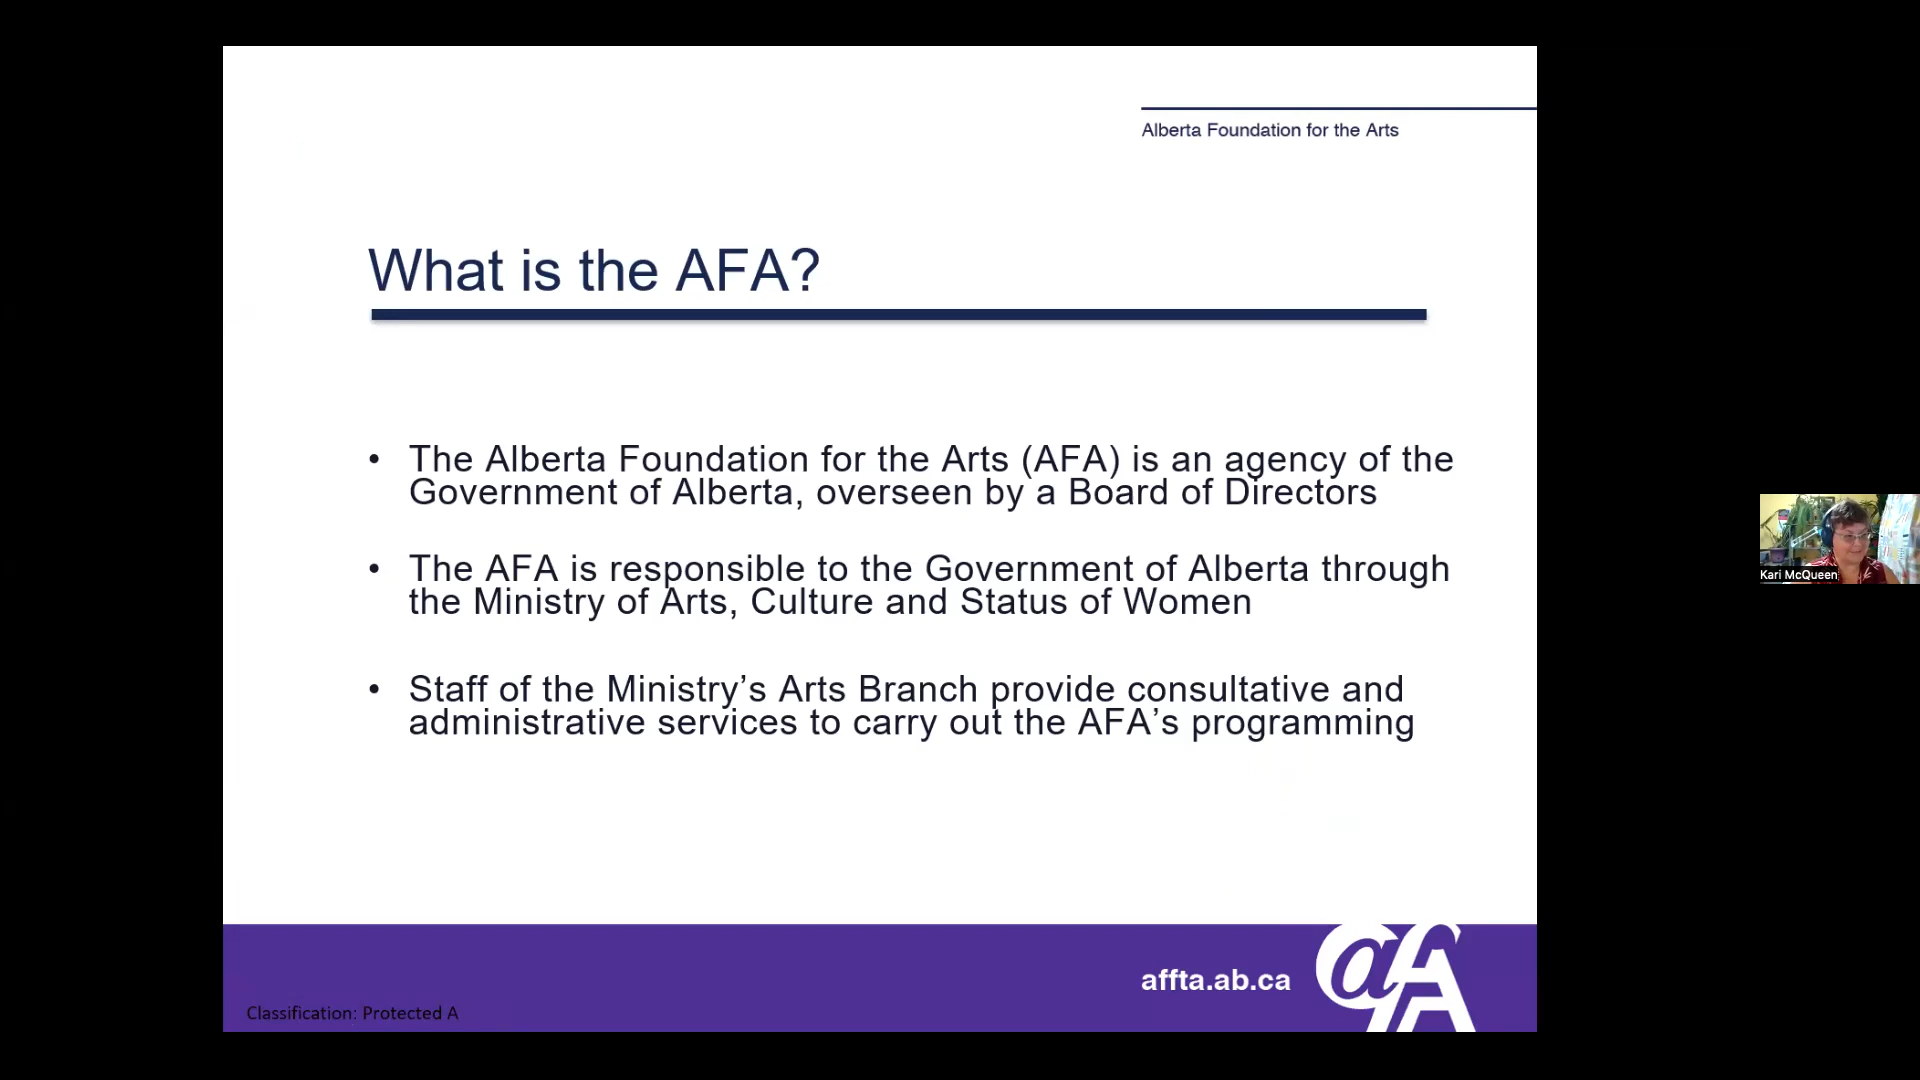 Alberta Foundation for the Arts
What is the AFA?
• The Alberta Foundation for the Arts (AFA) is an agency of the
Government of Alberta, overseen by a Board of Directors
• The AFA is responsible to the Government of Alberta through
the Ministry of Arts, Culture and Status of Women
• Staff of the Ministry’s Arts Branch provide consultative and
administrative services to carry out the AFA’s programming
Kari McQueen
affta.ab.ca
afA
Classification: Protected A